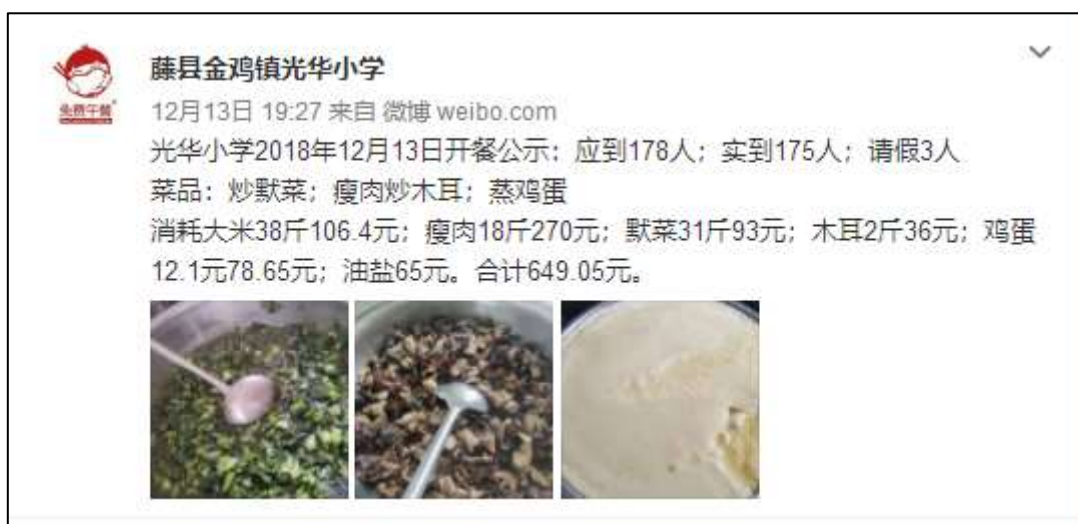 藤县金鸡镇光华小学
免费午餐
12月13日 19:27 来自 微博 weibo.com
光华小学2018年12月13日开餐公示：应到178人；实到175人；请假3人
菜品：炒默菜；瘦肉炒木耳；蒸鸡蛋
消耗大米38斤106.4元；瘦肉18斤270元；默菜31斤93元；木耳2斤36元；鸡蛋
12.1元78.65元；油盐65元。合计649.05元。